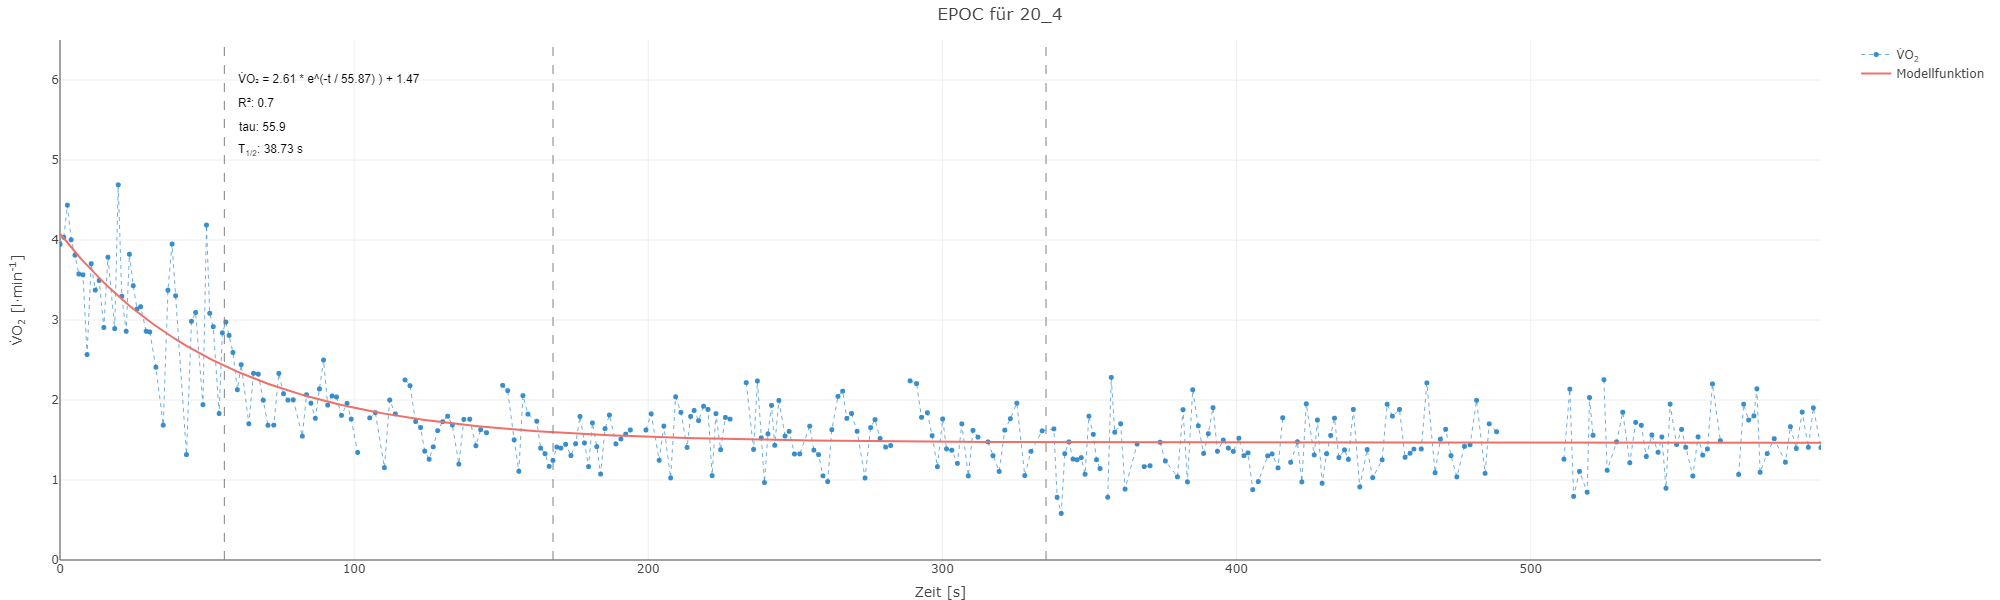 EPOC für 20_4
V̇O₂ = 2.61 * e^(-t / 55.87) ) + 1.47
R²: 0.7
tau: 55.9
T1/2: 38.73 s
V̇O₂
Modellfunktion
V̇O₂ [l·min⁻¹]
6
5
4
3
2
1
0
0 100 200 300 400 500
Zeit [s]